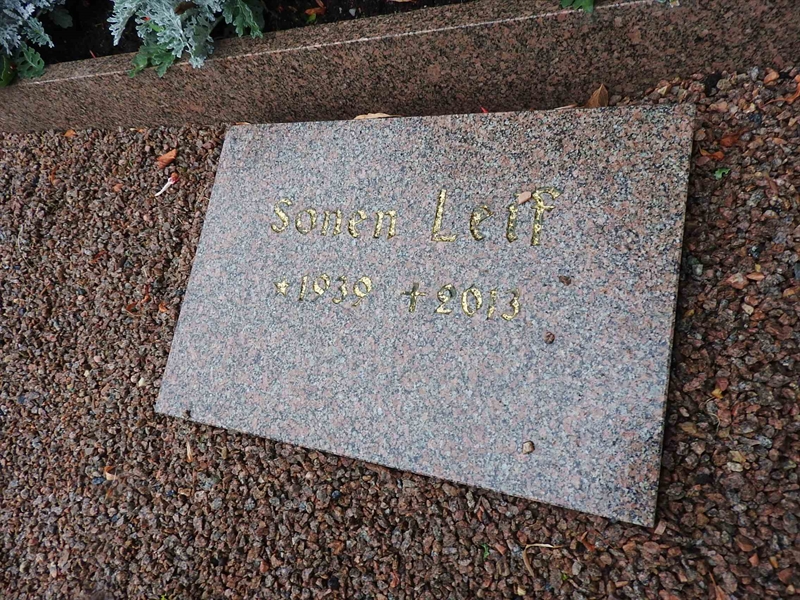 Sonen Leif
* 1939 + 2013